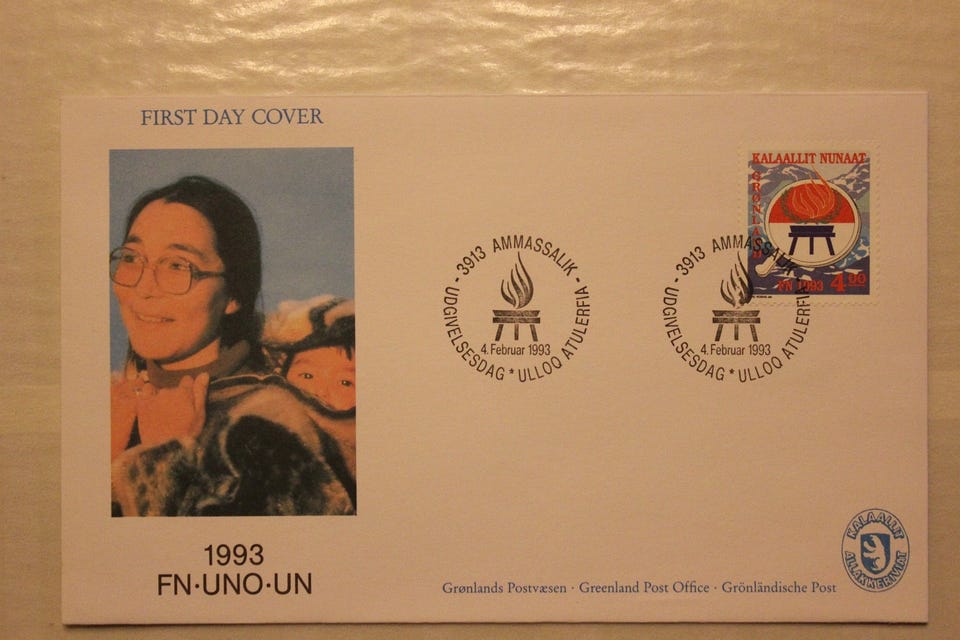 FIRST DAY COVER
KALAALLIT NUNAAT
GRØNLAND
FN 1993 4.00
3913 AMMASSALIK
4. Februar 1993
UDGIVELSESDAG * ULLOQ ATULERFIA
3913 AMMASSALIK
4. Februar 1993
UDGIVELSESDAG * ULLOQ ATULERFIA
1993
FN·UNO·UN
Grønlands Postvæsen · Greenland Post Office · Grönländische Post
KALAALLIT
ALLAKKERIVIAT